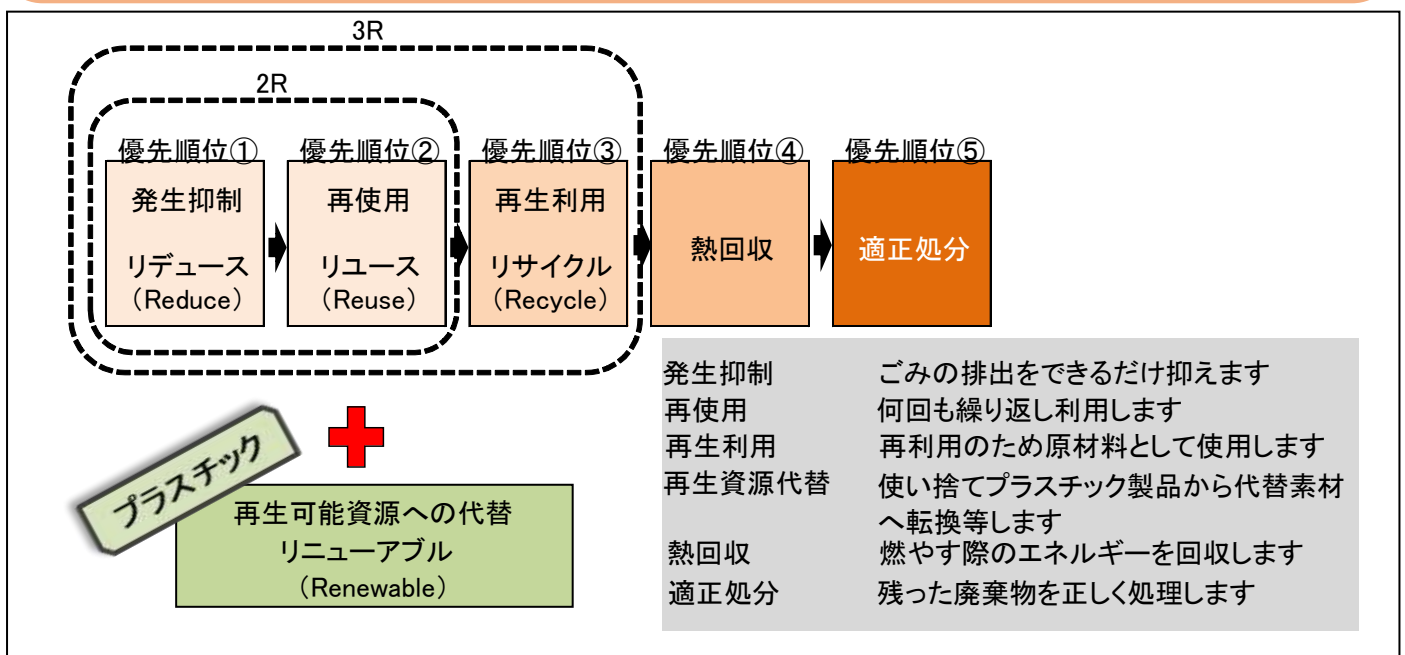 3R
2R
優先順位①
発生抑制
リデュース
（Reduce）
優先順位②
再使用
リユース
（Reuse）
優先順位③
再生利用
リサイクル
（Recycle）
優先順位④
熱回収
優先順位⑤
適正処分
プラスチック
再生可能資源への代替
リニューアブル
（Renewable）
発生抑制 ごみの排出をできるだけ抑えます
再使用 何回も繰り返し利用します
再生利用 再利用のため原材料として使用します
再生資源代替 使い捨てプラスチック製品から代替素材
へ転換等します
熱回収 燃やす際のエネルギーを回収します
適正処分 残った廃棄物を正しく処理します